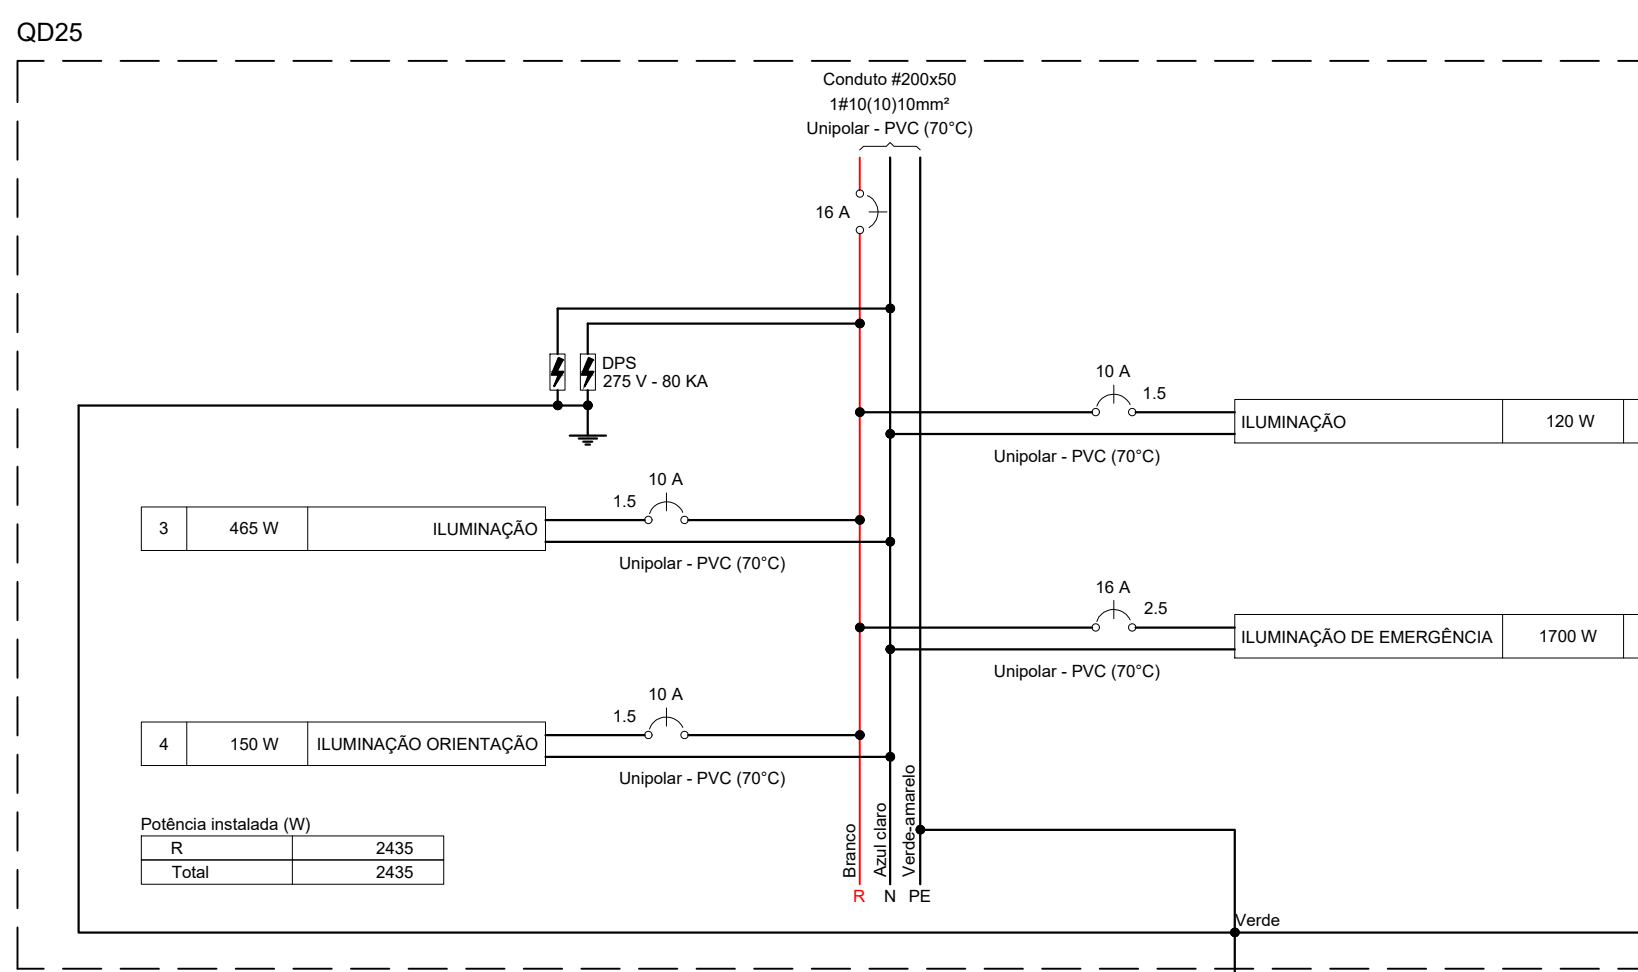 QD25
Conduto #200x50
1#10(10)10mm²
Unipolar - PVC (70°C)
16 A
DPS
275 V - 80 KA
10 A
1.5
ILUMINAÇÃO 120 W
Unipolar - PVC (70°C)
10 A
1.5
3 465 W ILUMINAÇÃO
Unipolar - PVC (70°C)
16 A
2.5
ILUMINAÇÃO DE EMERGÊNCIA 1700 W
Unipolar - PVC (70°C)
10 A
1.5
4 150 W ILUMINAÇÃO ORIENTAÇÃO
Unipolar - PVC (70°C)
Potência instalada (W)
R 2435
Total 2435
Branco
Azul claro
Verde-amarelo
R N PE
Verde